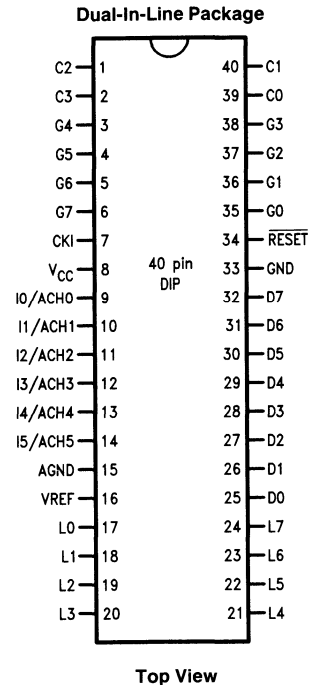 Dual-In-Line Package
C2 1 40 C1
C3 2 39 C0
G4 3 38 G3
G5 4 37 G2
G6 5 36 G1
G7 6 35 G0
CKI 7 34 RESET
VCC 8 40 pin 33 GND
I0/ACH0 9 DIP 32 D7
I1/ACH1 10 31 D6
I2/ACH2 11 30 D5
I3/ACH3 12 29 D4
I4/ACH4 13 28 D3
I5/ACH5 14 27 D2
AGND 15 26 D1
VREF 16 25 D0
L0 17 24 L7
L1 18 23 L6
L2 19 22 L5
L3 20 21 L4
Top View